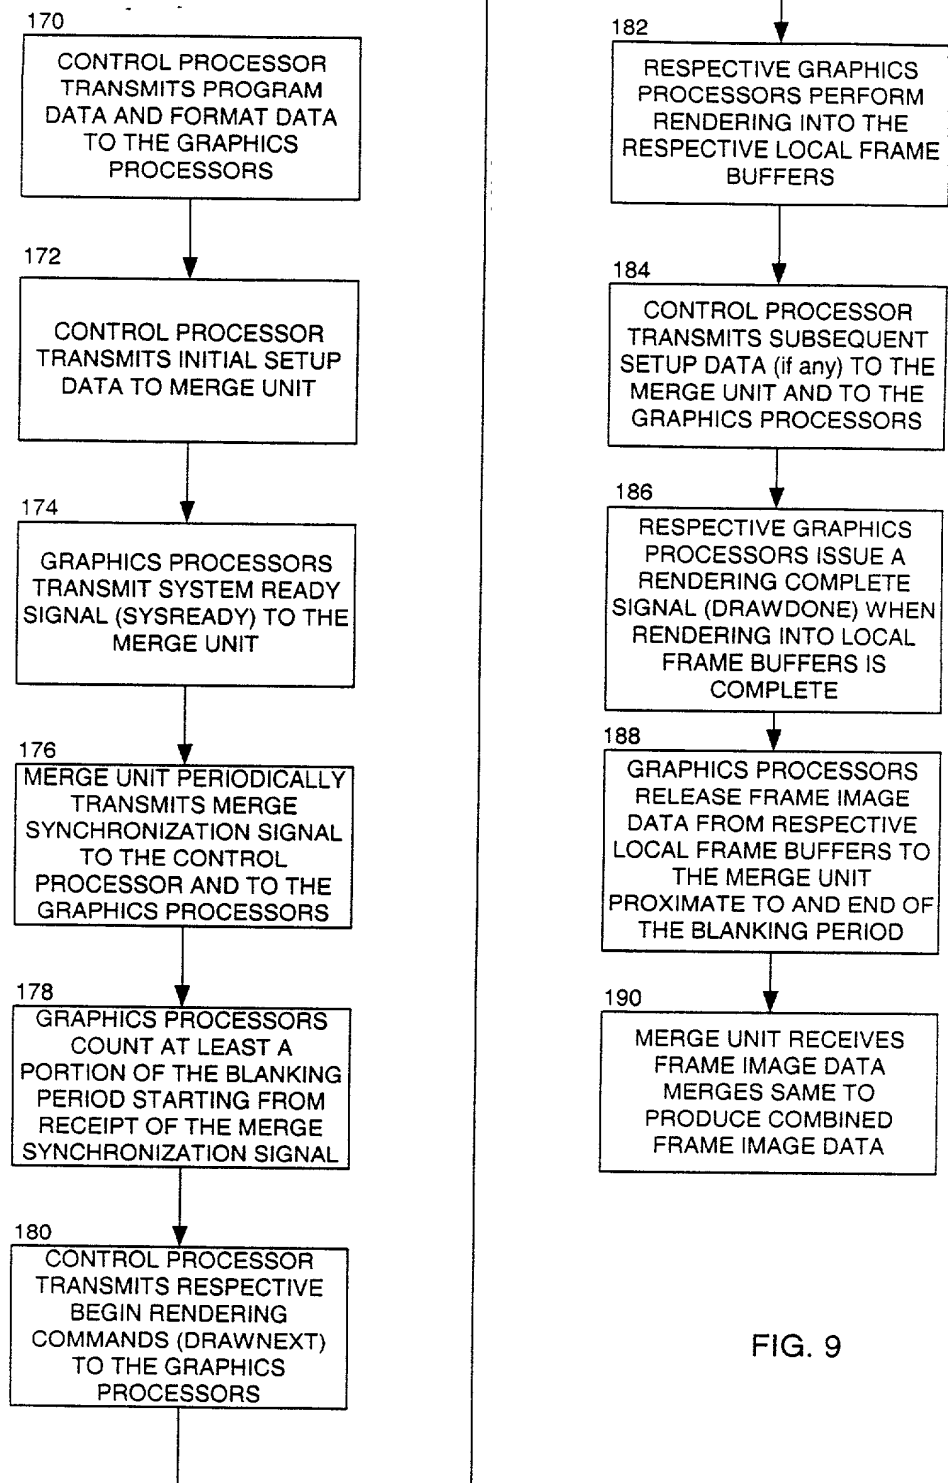 170
CONTROL PROCESSOR
TRANSMITS PROGRAM
DATA AND FORMAT DATA
TO THE GRAPHICS
PROCESSORS
172
CONTROL PROCESSOR
TRANSMITS INITIAL SETUP
DATA TO MERGE UNIT
174
GRAPHICS PROCESSORS
TRANSMIT SYSTEM READY
SIGNAL (SYSREADY) TO THE
MERGE UNIT
176
MERGE UNIT PERIODICALLY
TRANSMITS MERGE
SYNCHRONIZATION SIGNAL
TO THE CONTROL
PROCESSOR AND TO THE
GRAPHICS PROCESSORS
178
GRAPHICS PROCESSORS
COUNT AT LEAST A
PORTION OF THE BLANKING
PERIOD STARTING FROM
RECEIPT OF THE MERGE
SYNCHRONIZATION SIGNAL
180
CONTROL PROCESSOR
TRANSMITS RESPECTIVE
BEGIN RENDERING
COMMANDS (DRAWNEXT)
TO THE GRAPHICS
PROCESSORS
182
RESPECTIVE GRAPHICS
PROCESSORS PERFORM
RENDERING INTO THE
RESPECTIVE LOCAL FRAME
BUFFERS
184
CONTROL PROCESSOR
TRANSMITS SUBSEQUENT
SETUP DATA (if any) TO THE
MERGE UNIT AND TO THE
GRAPHICS PROCESSORS
186
RESPECTIVE GRAPHICS
PROCESSORS ISSUE A
RENDERING COMPLETE
SIGNAL (DRAWDONE) WHEN
RENDERING INTO LOCAL
FRAME BUFFERS IS
COMPLETE
188
GRAPHICS PROCESSORS
RELEASE FRAME IMAGE
DATA FROM RESPECTIVE
LOCAL FRAME BUFFERS TO
THE MERGE UNIT
PROXIMATE TO AND END OF
THE BLANKING PERIOD
190
MERGE UNIT RECEIVES
FRAME IMAGE DATA
MERGES SAME TO
PRODUCE COMBINED
FRAME IMAGE DATA
FIG. 9